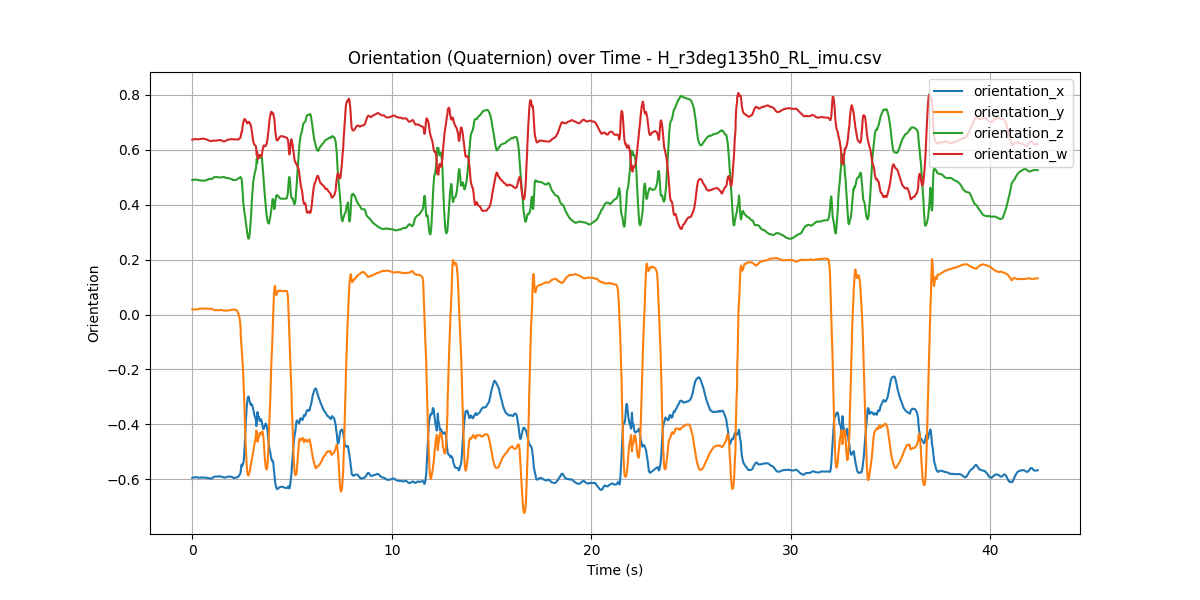 Orientation (Quaternion) over Time - H_r3deg135h0_RL_imu.csv
orientation_x
orientation_y
orientation_z
orientation_w
Orientation
0.8
0.6
0.4
0.2
0.0
−0.2
−0.4
−0.6
0 10 20 30 40
Time (s)